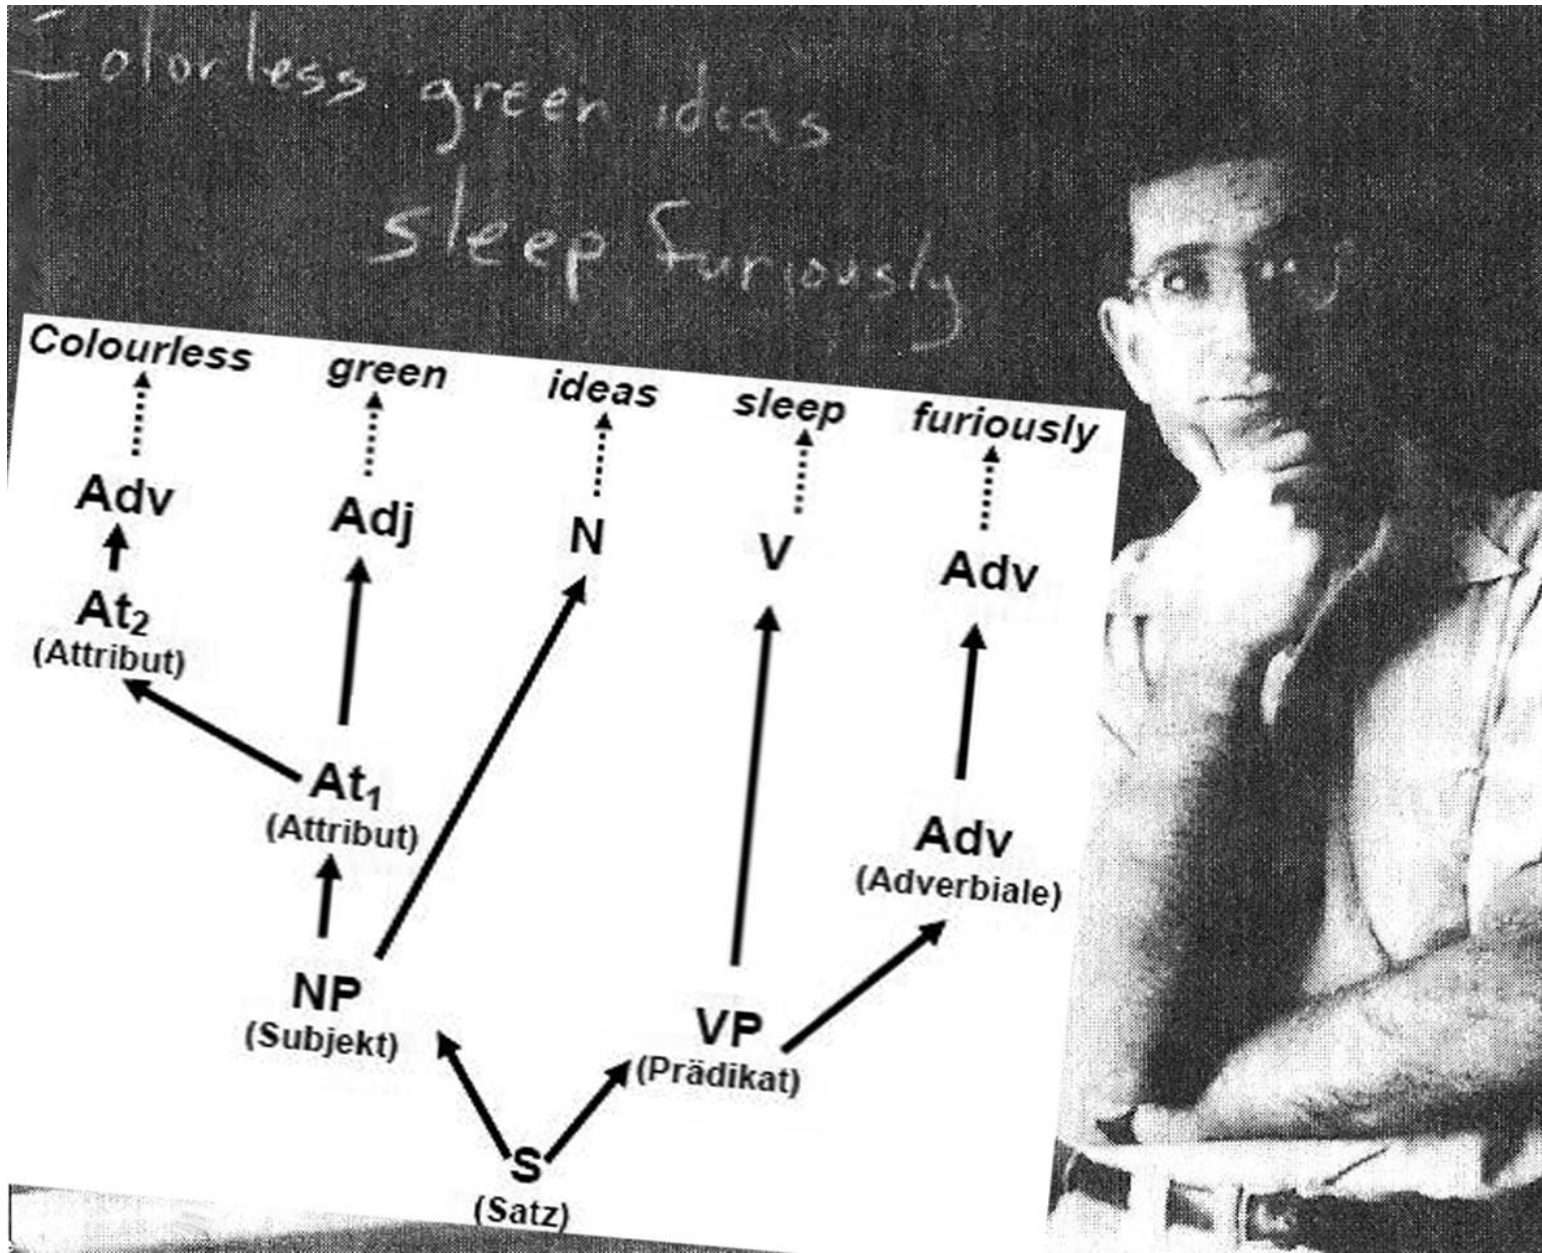 Colorless green ideas
sleep furiously
Colourless green ideas sleep furiously
Adv Adj N V Adv
At₂
(Attribut)
At₁
(Attribut)
Adv
(Adverbiale)
NP
(Subjekt)
VP
(Prädikat)
S
(Satz)